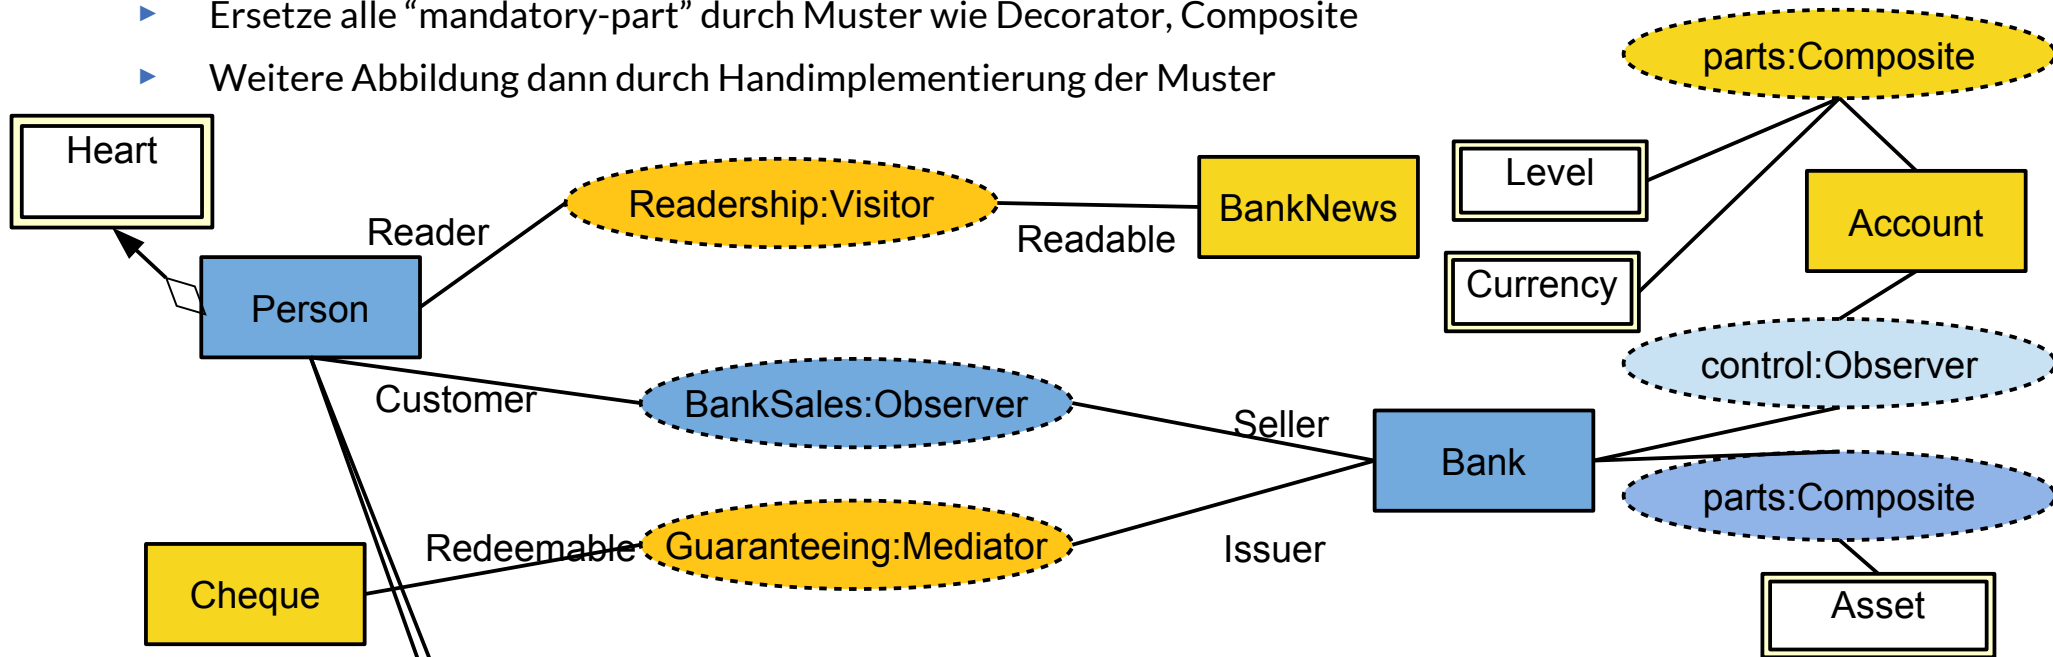 Ersetze alle “mandatory-part” durch Muster wie Decorator, Composite
Weitere Abbildung dann durch Handimplementierung der Muster
parts:Composite
Heart
Level
Readership:Visitor
BankNews
Account
Reader
Readable
Currency
Person
control:Observer
Customer
BankSales:Observer
Seller
Bank
parts:Composite
Redeemable
Guaranteeing:Mediator
Issuer
Cheque
Asset